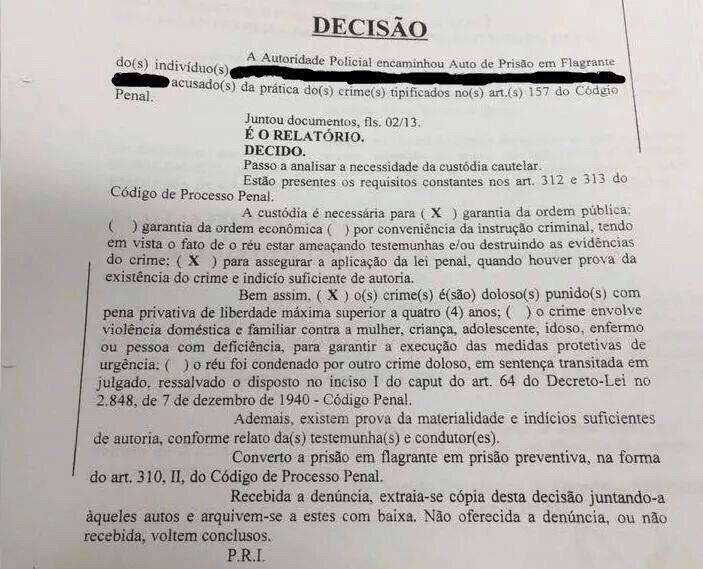 DECISÃO
A Autoridade Policial encaminhou Auto de Prisão em Flagrante
do(s) indivíduo(s)
acusado(s) da prática do(s) crime(s) tipificados no(s) art.(s) 157 do Códgio
Penal.
Juntou documentos, fls. 02/13.
É O RELATÓRIO.
DECIDO.
Passo a analisar a necessidade da custódia cautelar.
Estão presentes os requisitos constantes nos art. 312 e 313 do
Código de Processo Penal.
A custódia é necessária para ( X ) garantia da ordem pública;
( ) garantia da ordem econômica ( ) por conveniência da instrução criminal, tendo
em vista o fato de o réu estar ameaçando testemunhas e/ou destruindo as evidências
do crime; ( X ) para assegurar a aplicação da lei penal, quando houver prova da
existência do crime e indício suficiente de autoria.
Bem assim, ( X ) o(s) crime(s) é(são) doloso(s) punido(s) com
pena privativa de liberdade máxima superior a quatro (4) anos; ( ) o crime envolve
violência doméstica e familiar contra a mulher, criança, adolescente, idoso, enfermo
ou pessoa com deficiência, para garantir a execução das medidas protetivas de
urgência; ( ) o réu foi condenado por outro crime doloso, em sentença transitada em
julgado, ressalvado o disposto no inciso I do caput do art. 64 do Decreto-Lei no
2.848, de 7 de dezembro de 1940 - Código Penal.
Ademais, existem prova da materialidade e indícios suficientes
de autoria, conforme relato da(s) testemunha(s) e condutor(es).
Converto a prisão em flagrante em prisão preventiva, na forma
do art. 310, II, do Código de Processo Penal.
Recebida a denúncia, extraia-se cópia desta decisão juntando-a
àqueles autos e arquivem-se a estes com baixa. Não oferecida a denúncia, ou não
recebida, voltem conclusos.
P.R.I.